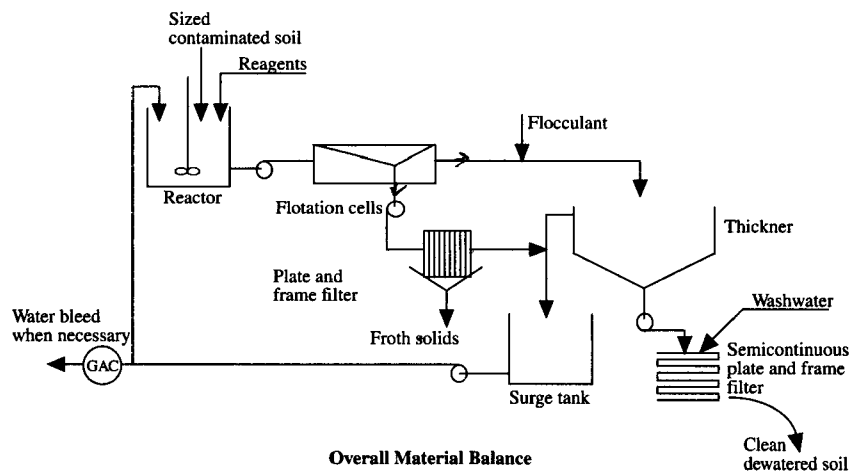 Sized
contaminated soil
Reagents
Flocculant
Reactor
Flotation cells
Thickner
Plate and
frame filter
Washwater
Water bleed
when necessary
Froth solids
GAC
Semicontinuous
plate and frame
filter
Surge tank
Clean
dewatered soil
Overall Material Balance